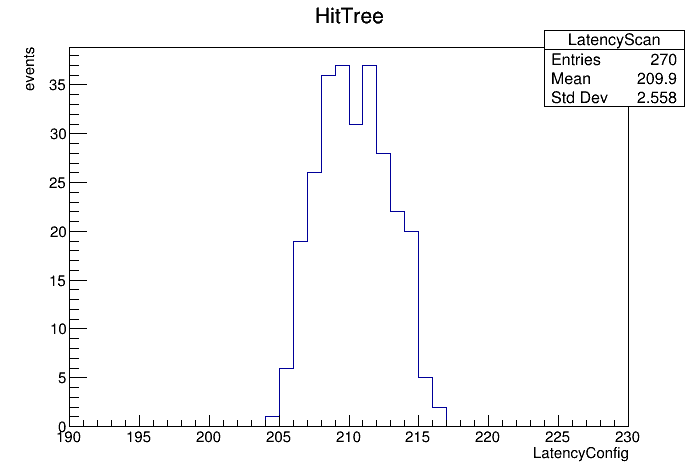 HitTree
LatencyScan
Entries 270
Mean 209.9
Std Dev 2.558
events
35
30
25
20
15
10
5
0
190 195 200 205 210 215 220 225 230
LatencyConfig